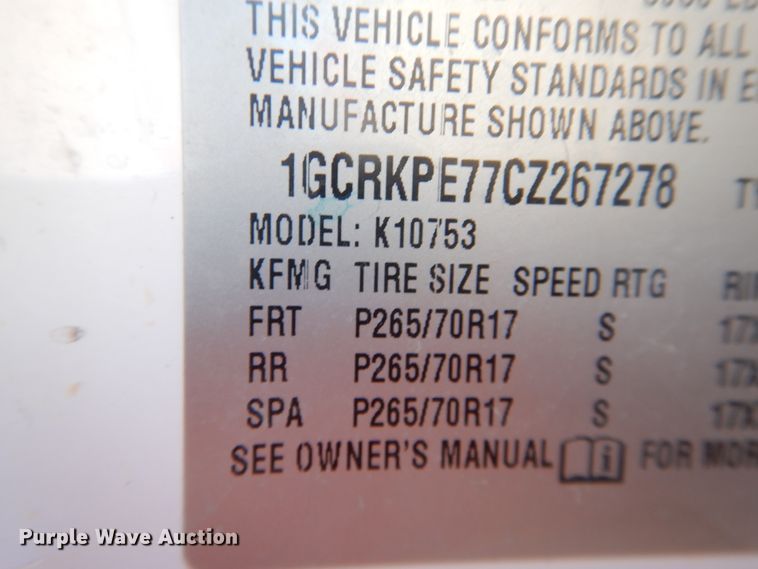 THIS VEHICLE CONFORMS TO ALL
VEHICLE SAFETY STANDARDS IN
MANUFACTURE SHOWN ABOVE.
1GCRKPE77CZ267278
MODEL: K10753
KFMG TIRE SIZE SPEED RTG
FRT P265/70R17 S
RR P265/70R17 S
SPA P265/70R17 S
SEE OWNER'S MANUAL i FOR
Purple Wave Auction